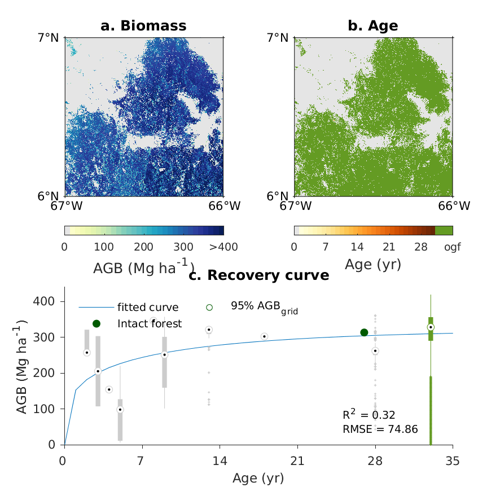 a. Biomass
b. Age
7°N
6°N
67°W
66°W
7°N
6°N
67°W
66°W
0 100 200 300 >400
AGB (Mg ha⁻¹)
0 7 14 21 28 ogf
Age (yr)
c. Recovery curve
fitted curve
95% AGB_grid
Intact forest
400
300
200
100
0
AGB (Mg ha⁻¹)
R² = 0.32
RMSE = 74.86
0 7 14 21 28 35
Age (yr)